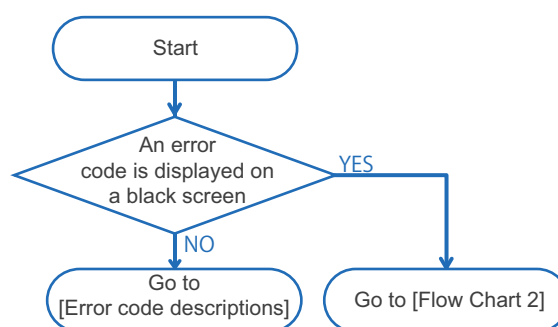 Start
An error
code is displayed on
a black screen
YES
NO
Go to
[Error code descriptions]
Go to [Flow Chart 2]